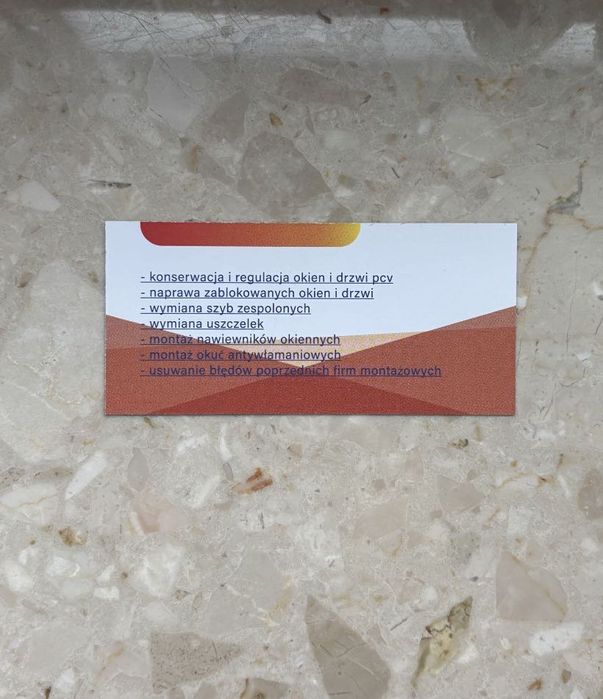 - konserwacja i regulacja okien i drzwi pcv
- naprawa zablokowanych okien i drzwi
- wymiana szyb zespolonych
- wymiana uszczelek
- montaż nawiewników okiennych
- montaż okuć antywłamaniowych
- usuwanie błędów poprzednich firm montażowych